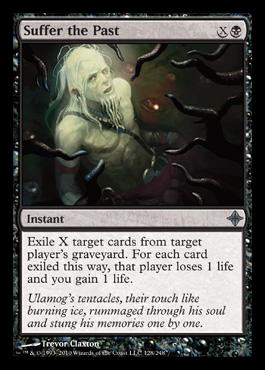 Suffer the Past X
Instant
Exile X target cards from target
player's graveyard. For each card
exiled this way, that player loses 1 life
and you gain 1 life.
Ulamog's tentacles, their touch like
burning ice, rummaged through his soul
and stung his memories one by one.
Trevor Claxton
™ & © 1993–2010 Wizards of the Coast LLC 128/248